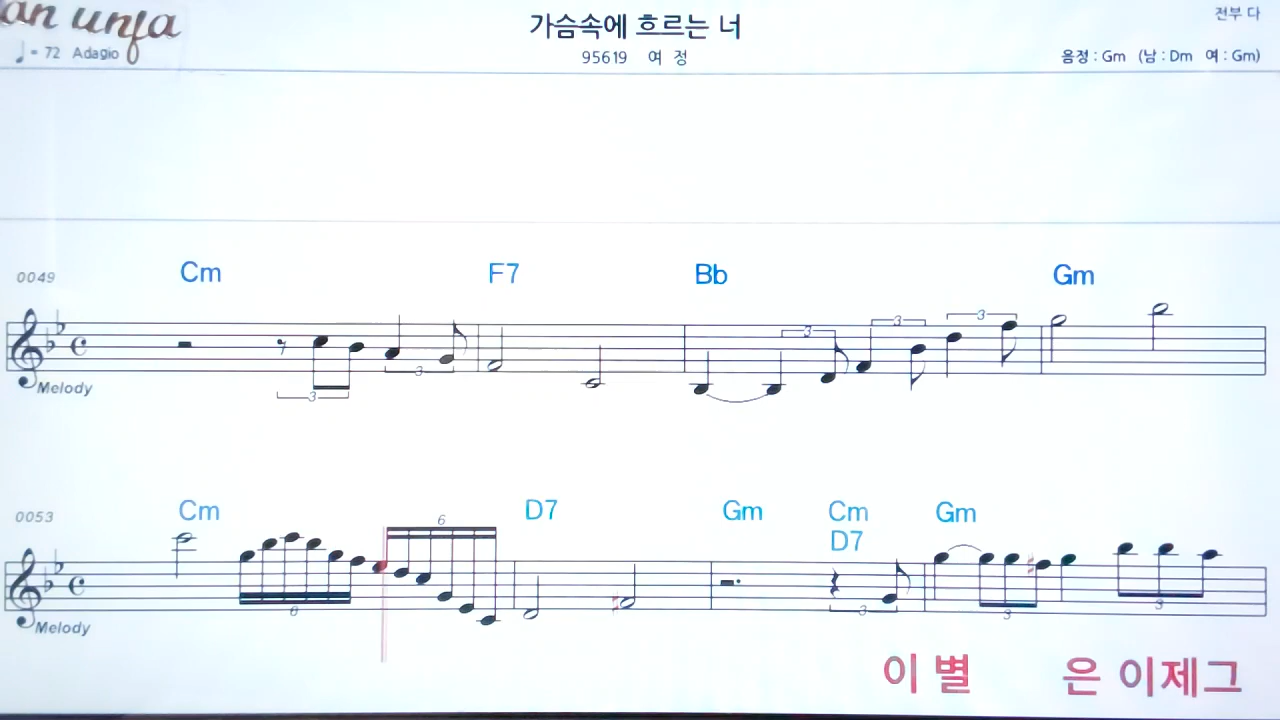 an unja
가슴속에 흐르는 너
전부 다
♩= 72 Adagio
95619 여 정
음정 : Gm (남 : Dm 여 : Gm)
0049 Cm F7 Bb Gm
3 3 3 3 3
Melody
0053 Cm D7 Gm Cm Gm
D7
6
6 3 3 3
Melody
이 별 은 이제그